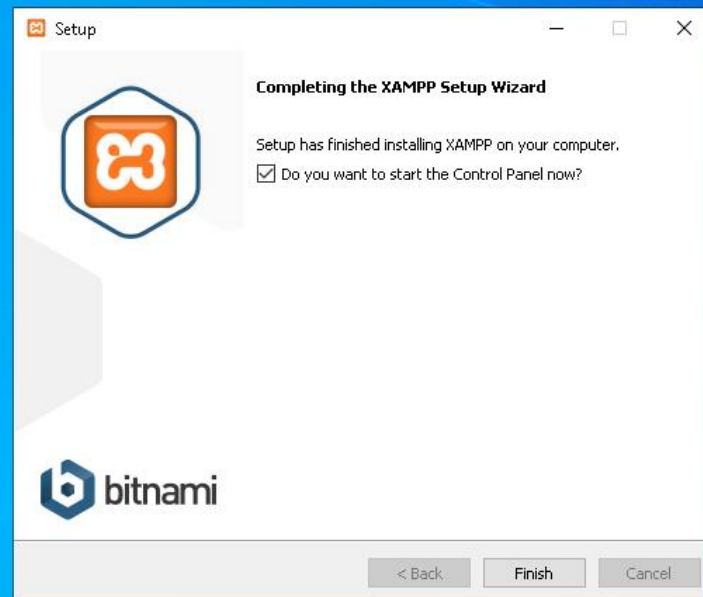 Setup
Completing the XAMPP Setup Wizard
Setup has finished installing XAMPP on your computer.
Do you want to start the Control Panel now?
bitnami
< Back
Finish
Cancel